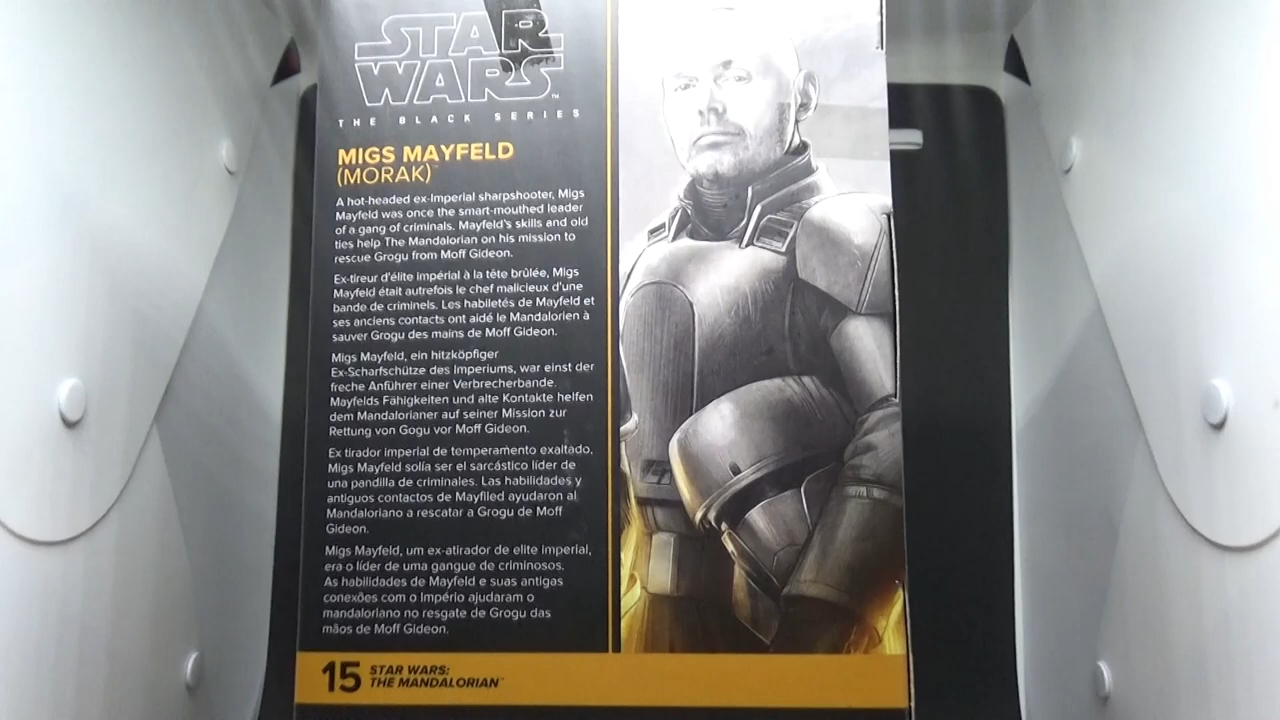 STAR
WARS™
THE BLACK SERIES
MIGS MAYFELD
(MORAK)™
A hot-headed ex-Imperial sharpshooter, Migs
Mayfeld was once the smart-mouthed leader
of a gang of criminals. Mayfeld's skills and old
ties help The Mandalorian on his mission to
rescue Grogu from Moff Gideon.
Ex-tireur d'élite impérial à la tête brûlée, Migs
Mayfeld était autrefois le chef malicieux d'une
bande de criminels. Les habiletés de Mayfeld et
ses anciens contacts ont aidé le Mandalorien à
sauver Grogu des mains de Moff Gideon.
Migs Mayfeld, ein hitzköpfiger
Ex-Scharfschütze des Imperiums, war einst der
freche Anführer einer Verbrecherbande.
Mayfelds Fähigkeiten und alte Kontakte helfen
dem Mandalorianer auf seiner Mission zur
Rettung von Gogu vor Moff Gideon.
Ex tirador imperial de temperamento exaltado,
Migs Mayfeld solía ser el sarcástico líder de
una pandilla de criminales. Las habilidades y
antiguos contactos de Mayfiled ayudaron al
Mandaloriano a rescatar a Grogu de Moff
Gideon.
Migs Mayfeld, um ex-atirador de elite imperial,
era o líder de uma gangue de criminosos.
As habilidades de Mayfeld e suas antigas
conexões com o Império ajudaram o
mandaloriano no resgate de Grogu das
mãos de Moff Gideon.
15 STAR WARS:
THE MANDALORIAN™